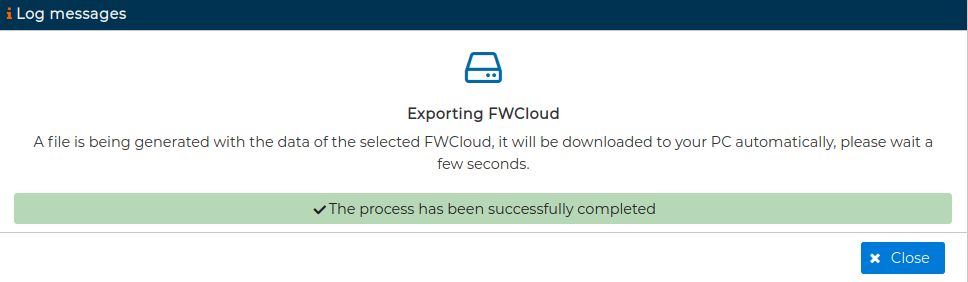 Log messages
Exporting FWCloud
A file is being generated with the data of the selected FWCloud, it will be downloaded to your PC automatically, please wait a
few seconds.
The process has been successfully completed
Close